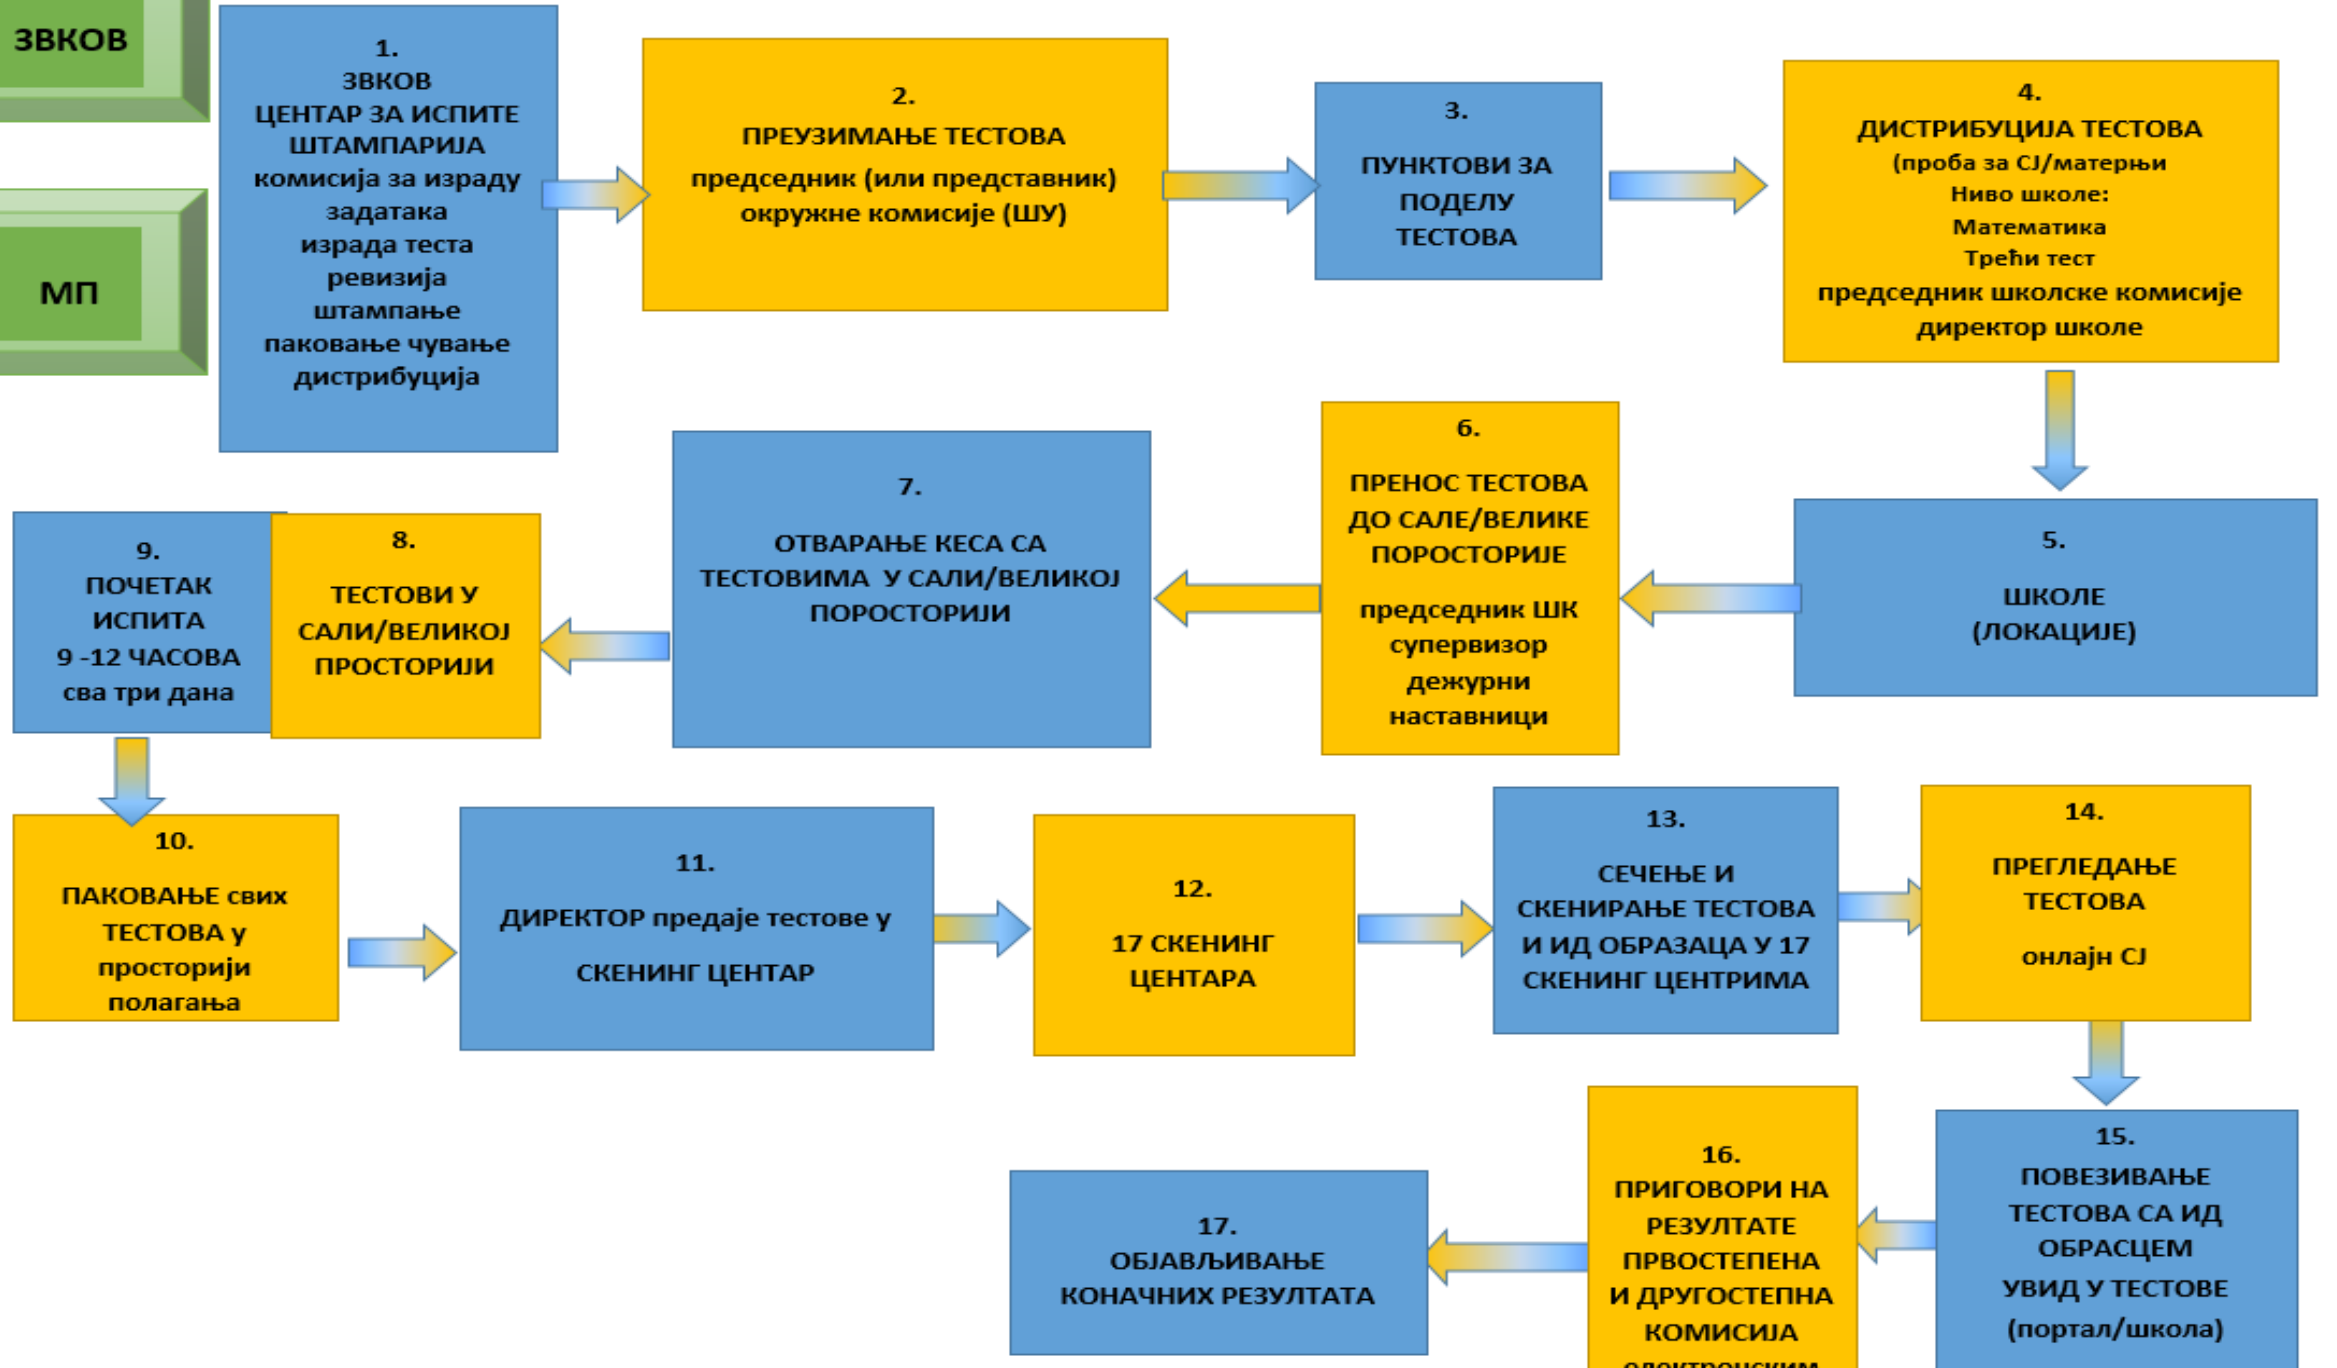 ЗВКОВ
МП
1.
ЗВКОВ
ЦЕНТАР ЗА ИСПИТЕ
ШТАМПАРИЈА
комисија за израду
задатака
израда теста
ревизија
штампање
паковање чување
дистрибуција
2.
ПРЕУЗИМАЊЕ ТЕСТОВА
председник (или представник)
окружне комисије (ШУ)
3.
ПУНКТОВИ ЗА
ПОДЕЛУ
ТЕСТОВА
4.
ДИСТРИБУЦИЈА ТЕСТОВА
(проба за СЈ/матерњи
Ниво школе:
Математика
Трећи тест
председник школске комисије
директор школе
5.
ШКОЛЕ
(ЛОКАЦИЈЕ)
6.
ПРЕНОС ТЕСТОВА
ДО САЛЕ/ВЕЛИКЕ
ПОРОСТОРИЈЕ
председник ШК
супервизор
дежурни
наставници
7.
ОТВАРАЊЕ КЕСА СА
ТЕСТОВИМА У САЛИ/ВЕЛИКОЈ
ПОРОСТОРИЈИ
8.
ТЕСТОВИ У
САЛИ/ВЕЛИКОЈ
ПРОСТОРИЈИ
9.
ПОЧЕТАК
ИСПИТА
9 -12 ЧАСОВА
сва три дана
10.
ПАКОВАЊЕ свих
ТЕСТОВА у
просторији
полагања
11.
ДИРЕКТОР предаје тестове у
СКЕНИНГ ЦЕНТАР
12.
17 СКЕНИНГ
ЦЕНТАРА
13.
СЕЧЕЊЕ И
СКЕНИРАЊЕ ТЕСТОВА
И ИД ОБРАЗАЦА У 17
СКЕНИНГ ЦЕНТРИМА
14.
ПРЕГЛЕДАЊЕ
ТЕСТОВА
онлајн СЈ
15.
ПОВЕЗИВАЊЕ
ТЕСТОВА СА ИД
ОБРАСЦЕМ
УВИД У ТЕСТОВЕ
(портал/школа)
16.
ПРИГОВОРИ НА
РЕЗУЛТАТЕ
ПРВОСТЕПЕНА
И ДРУГОСТЕПНА
КОМИСИЈА
17.
ОБЈАВЉИВАЊЕ
КОНАЧНИХ РЕЗУЛТАТА